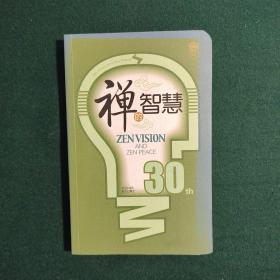 禅的智慧
ZEN VISION
AND
ZEN PEACE
30th